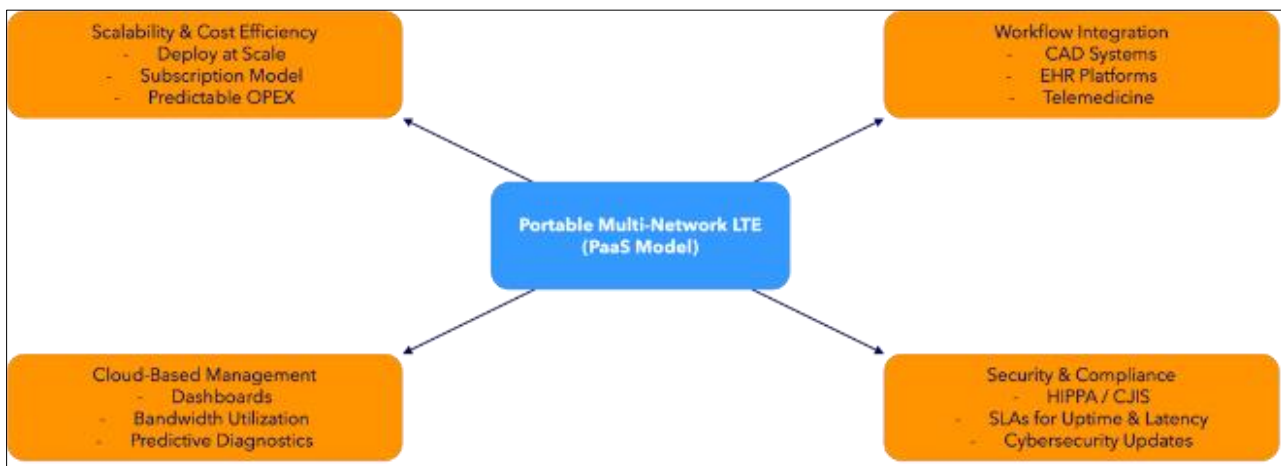 Scalability & Cost Efficiency
- Deploy at Scale
- Subscription Model
- Predictable OPEX
Workflow Integration
- CAD Systems
- EHR Platforms
- Telemedicine
Portable Multi-Network LTE
(PaaS Model)
Cloud-Based Management
- Dashboards
- Bandwidth Utilization
- Predictive Diagnostics
Security & Compliance
- HIPPA / CJIS
- SLAs for Uptime & Latency
- Cybersecurity Updates